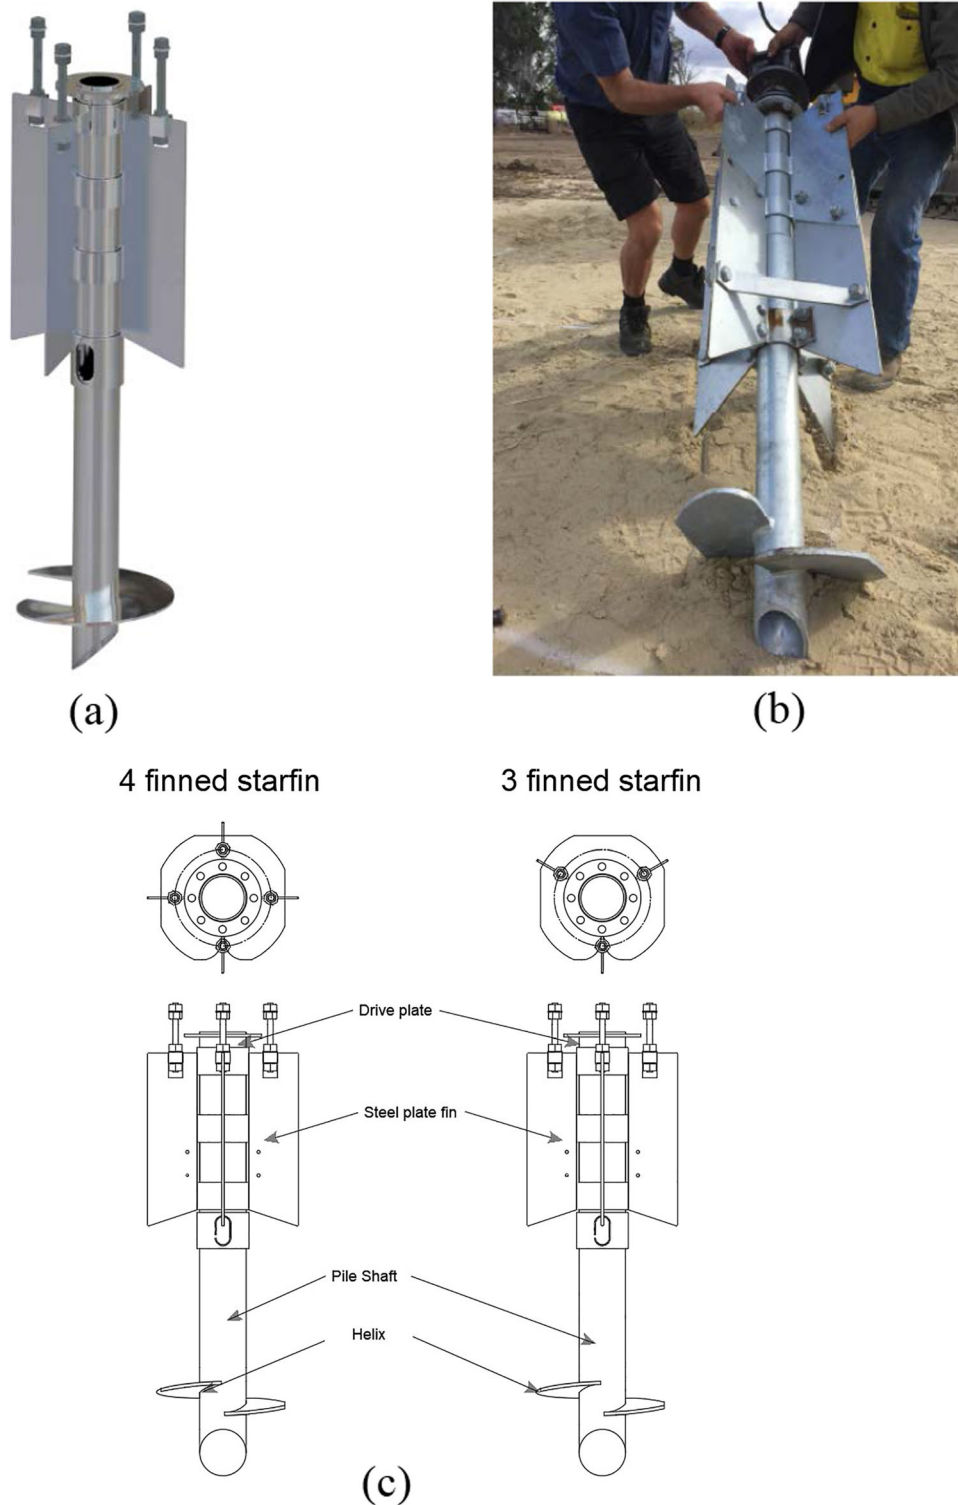 (a)
(b)
4 finned starfin
3 finned starfin
Drive plate
Steel plate fin
Pile Shaft
Helix
(c)